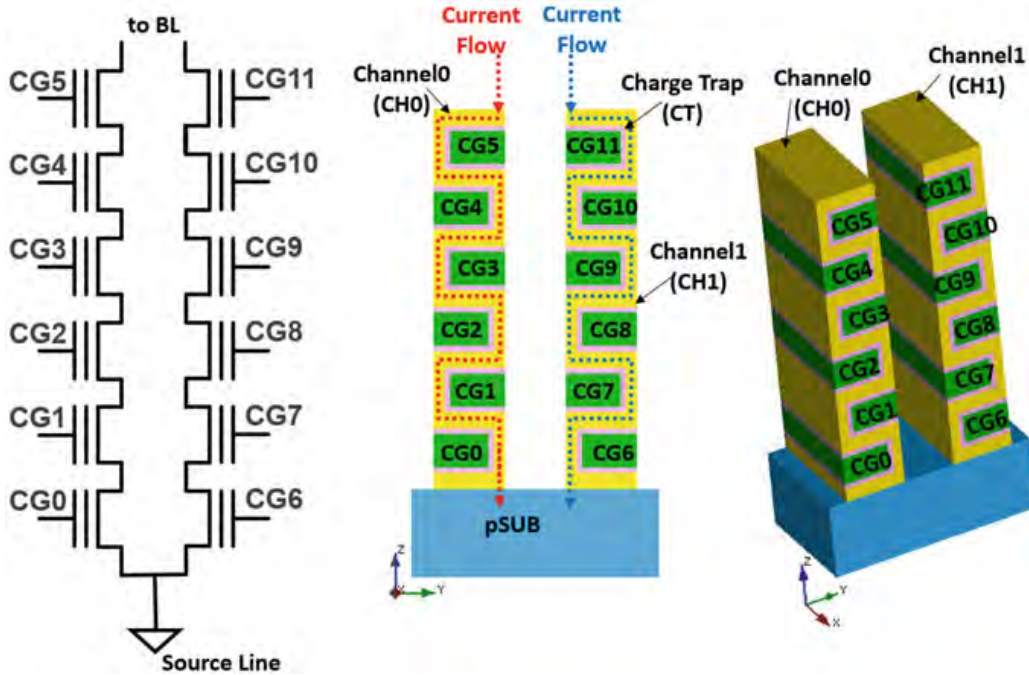 to BL
CG5
CG11
CG4
CG10
CG3
CG9
CG2
CG8
CG1
CG7
CG0
CG6
Source Line
Current
Flow
Current
Flow
Channel0
(CH0)
Charge Trap
(CT)
CG5
CG11
CG4
CG10
CG3
CG9
Channel1
(CH1)
CG2
CG8
CG1
CG7
CG0
CG6
pSUB
Z
X
Y
Channel0
(CH0)
Channel1
(CH1)
CG11
CG5
CG10
CG4
CG9
CG3
CG8
CG2
CG7
CG1
CG6
CG0
Z
Y
X